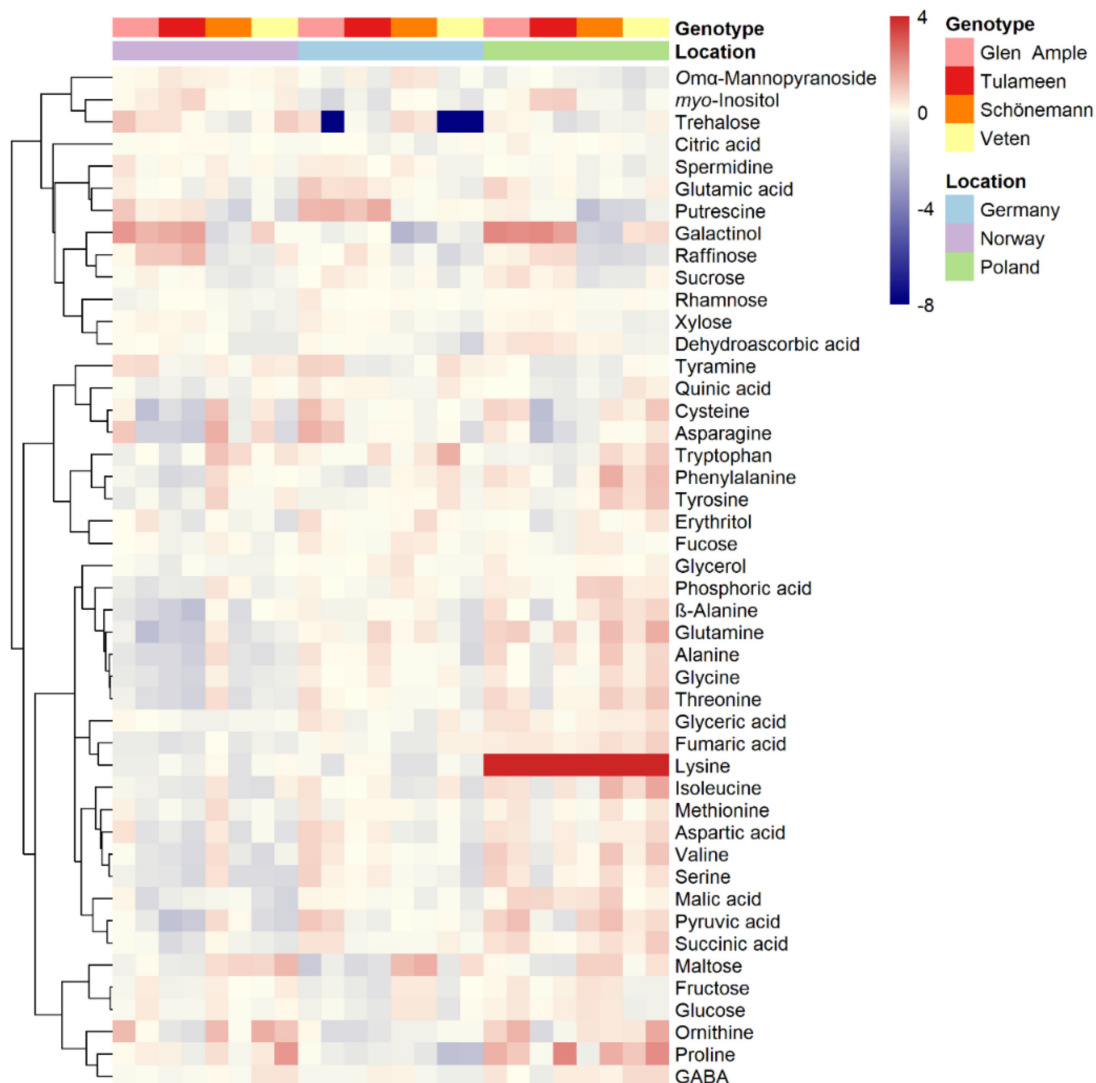 Genotype
Location
Omα-Mannopyranoside
myo-Inositol
Trehalose
Citric acid
Spermidine
Glutamic acid
Putrescine
Galactinol
Raffinose
Sucrose
Rhamnose
Xylose
Dehydroascorbic acid
Tyramine
Quinic acid
Cysteine
Asparagine
Tryptophan
Phenylalanine
Tyrosine
Erythritol
Fucose
Glycerol
Phosphoric acid
ß-Alanine
Glutamine
Alanine
Glycine
Threonine
Glyceric acid
Fumaric acid
Lysine
Isoleucine
Methionine
Aspartic acid
Valine
Serine
Malic acid
Pyruvic acid
Succinic acid
Maltose
Fructose
Glucose
Ornithine
Proline
GABA
4
0
-4
-8
Genotype
Glen Ample
Tulameen
Schönemann
Veten
Location
Germany
Norway
Poland